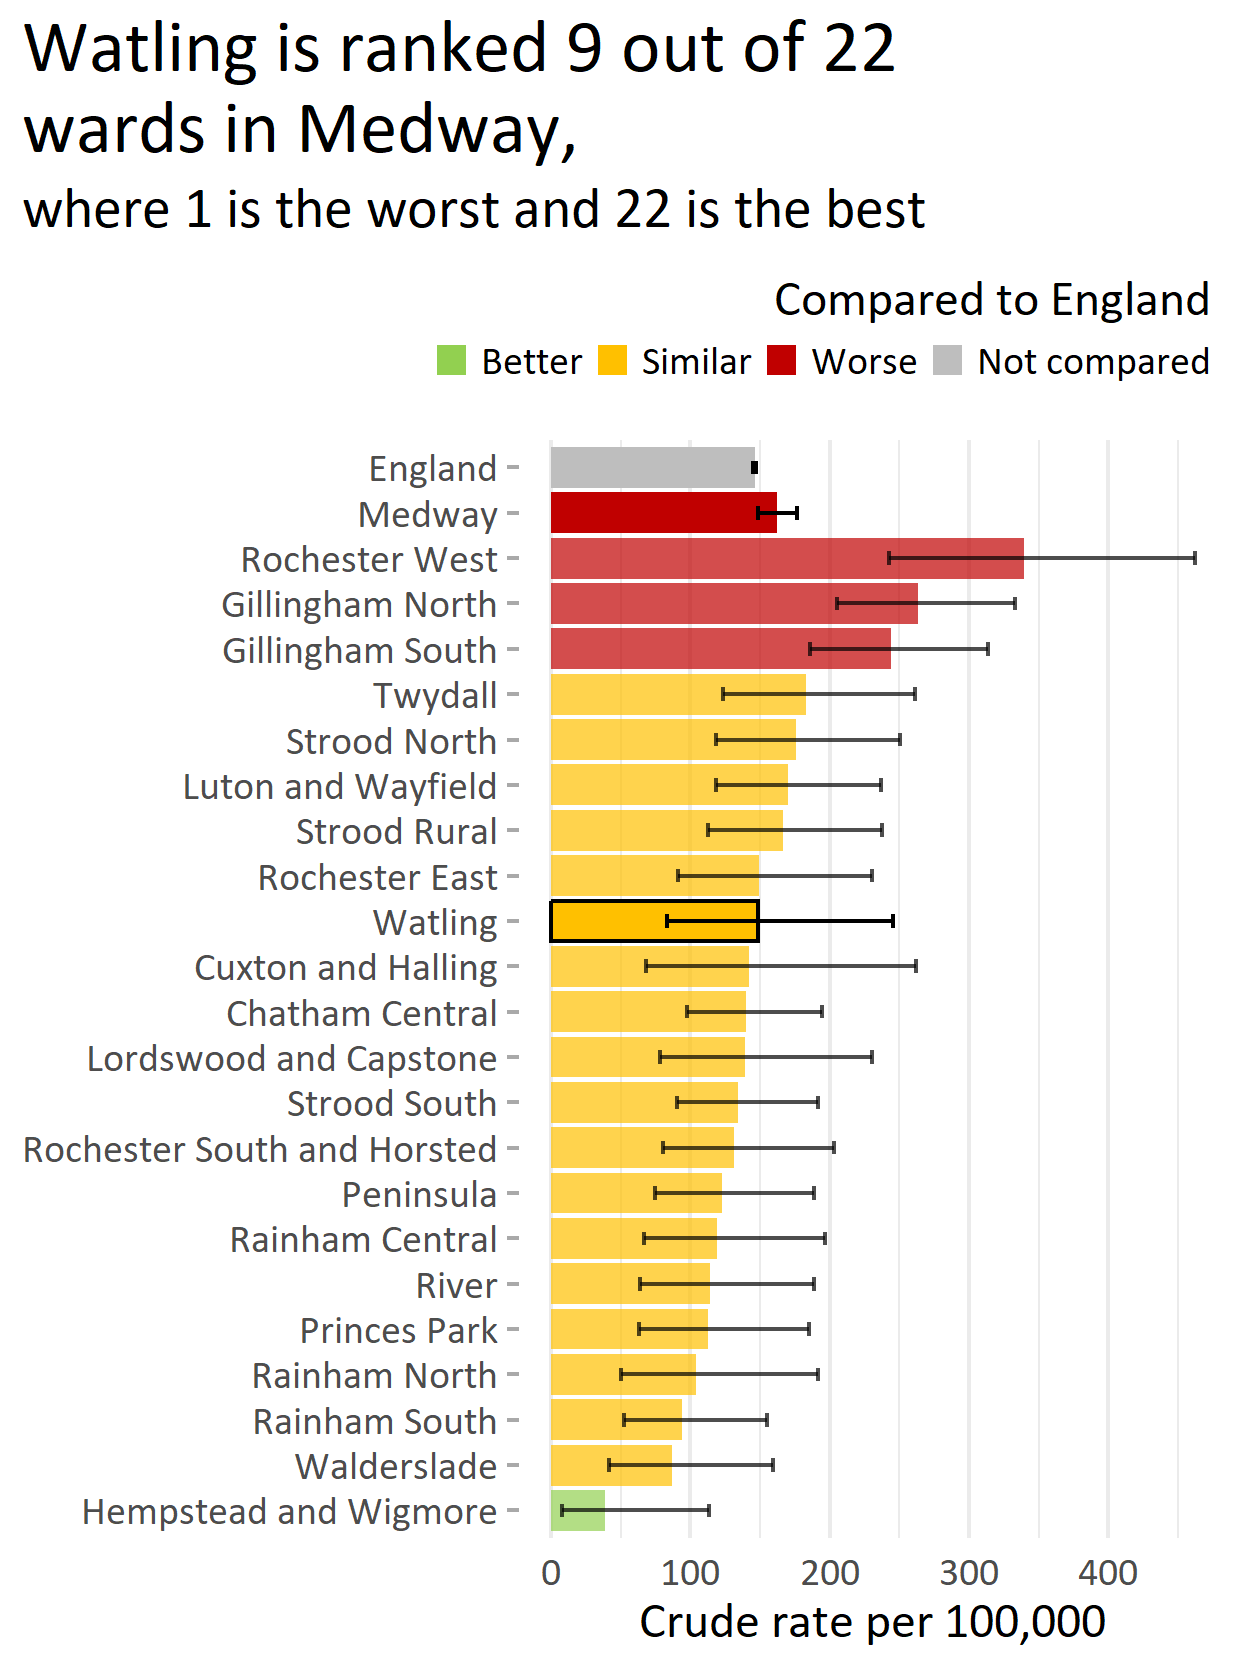 Watling is ranked 9 out of 22
wards in Medway,
where 1 is the worst and 22 is the best
Compared to England
Better Similar Worse Not compared
England
Medway
Rochester West
Gillingham North
Gillingham South
Twydall
Strood North
Luton and Wayfield
Strood Rural
Rochester East
Watling
Cuxton and Halling
Chatham Central
Lordswood and Capstone
Strood South
Rochester South and Horsted
Peninsula
Rainham Central
River
Princes Park
Rainham North
Rainham South
Walderslade
Hempstead and Wigmore
0 100 200 300 400
Crude rate per 100,000